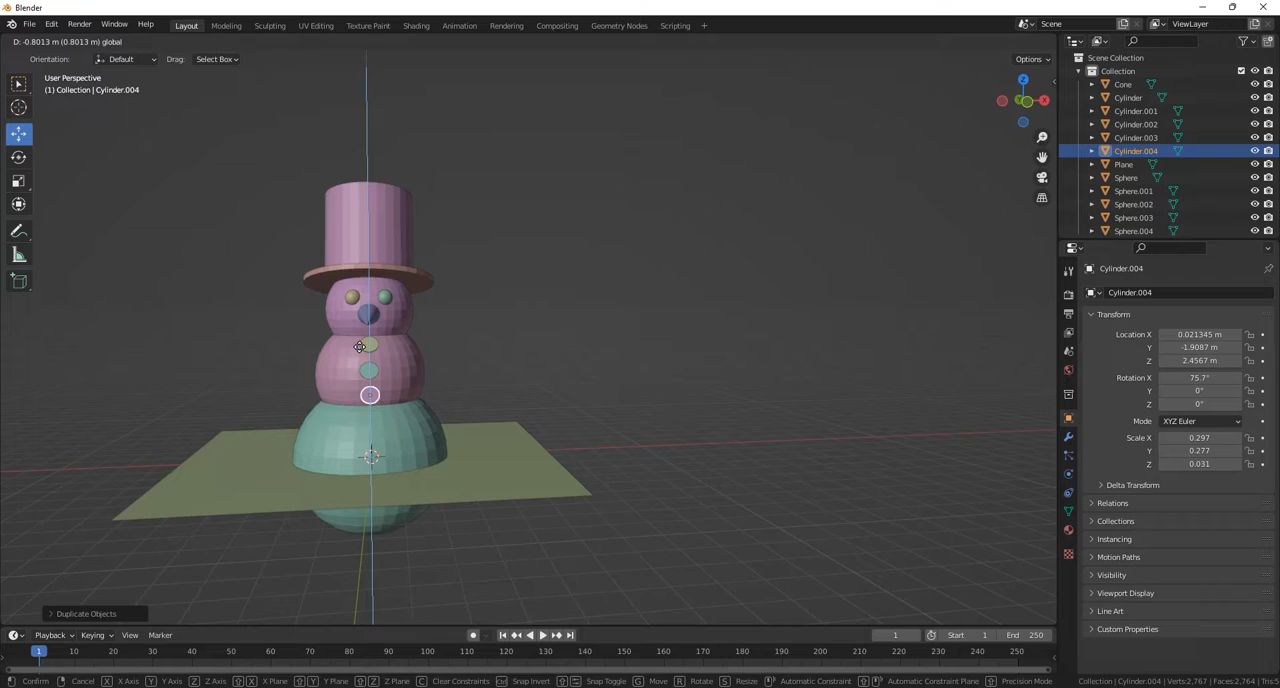 Blender
File Edit Render Window Help Layout Modeling Sculpting UV Editing Texture Paint Shading Animation Rendering Compositing Geometry Nodes Scripting + Scene ViewLayer
D: -0.8013 m (0.8013 m) global
Orientation: Default Drag: Select Box Options
User Perspective
(1) Collection | Cylinder.004
Z
X
Y
Scene Collection
Collection
Cone
Cylinder
Cylinder.001
Cylinder.002
Cylinder.003
Cylinder.004
Plane
Sphere
Sphere.001
Sphere.002
Sphere.003
Sphere.004
Cylinder.004
Cylinder.004
Transform
Location X 0.021345 m
Y -1.9087 m
Z 2.4567 m
Rotation X 75.7°
Y 0°
Z 0°
Mode XYZ Euler
Scale X 0.297
Y 0.277
Z 0.031
Delta Transform
Relations
Collections
Instancing
Motion Paths
Visibility
Viewport Display
Line Art
Custom Properties
Duplicate Objects
Playback Keying View Marker 1 Start 1 End 250
1 10 20 30 40 50 60 70 80 90 100 110 120 130 140 150 160 170 180 190 200 210 220 230 240 250
Confirm Cancel X X Axis Y Y Axis Z Z Axis X X Plane Y Y Plane Z Z Plane C Clear Constraints Snap Invert Snap Toggle G Move R Rotate S Resize Automatic Constraint Automatic Constraint Plane Precision Mode Collection | Cylinder.004 | Verts:2,767 | Faces:2,764 | Tris:5